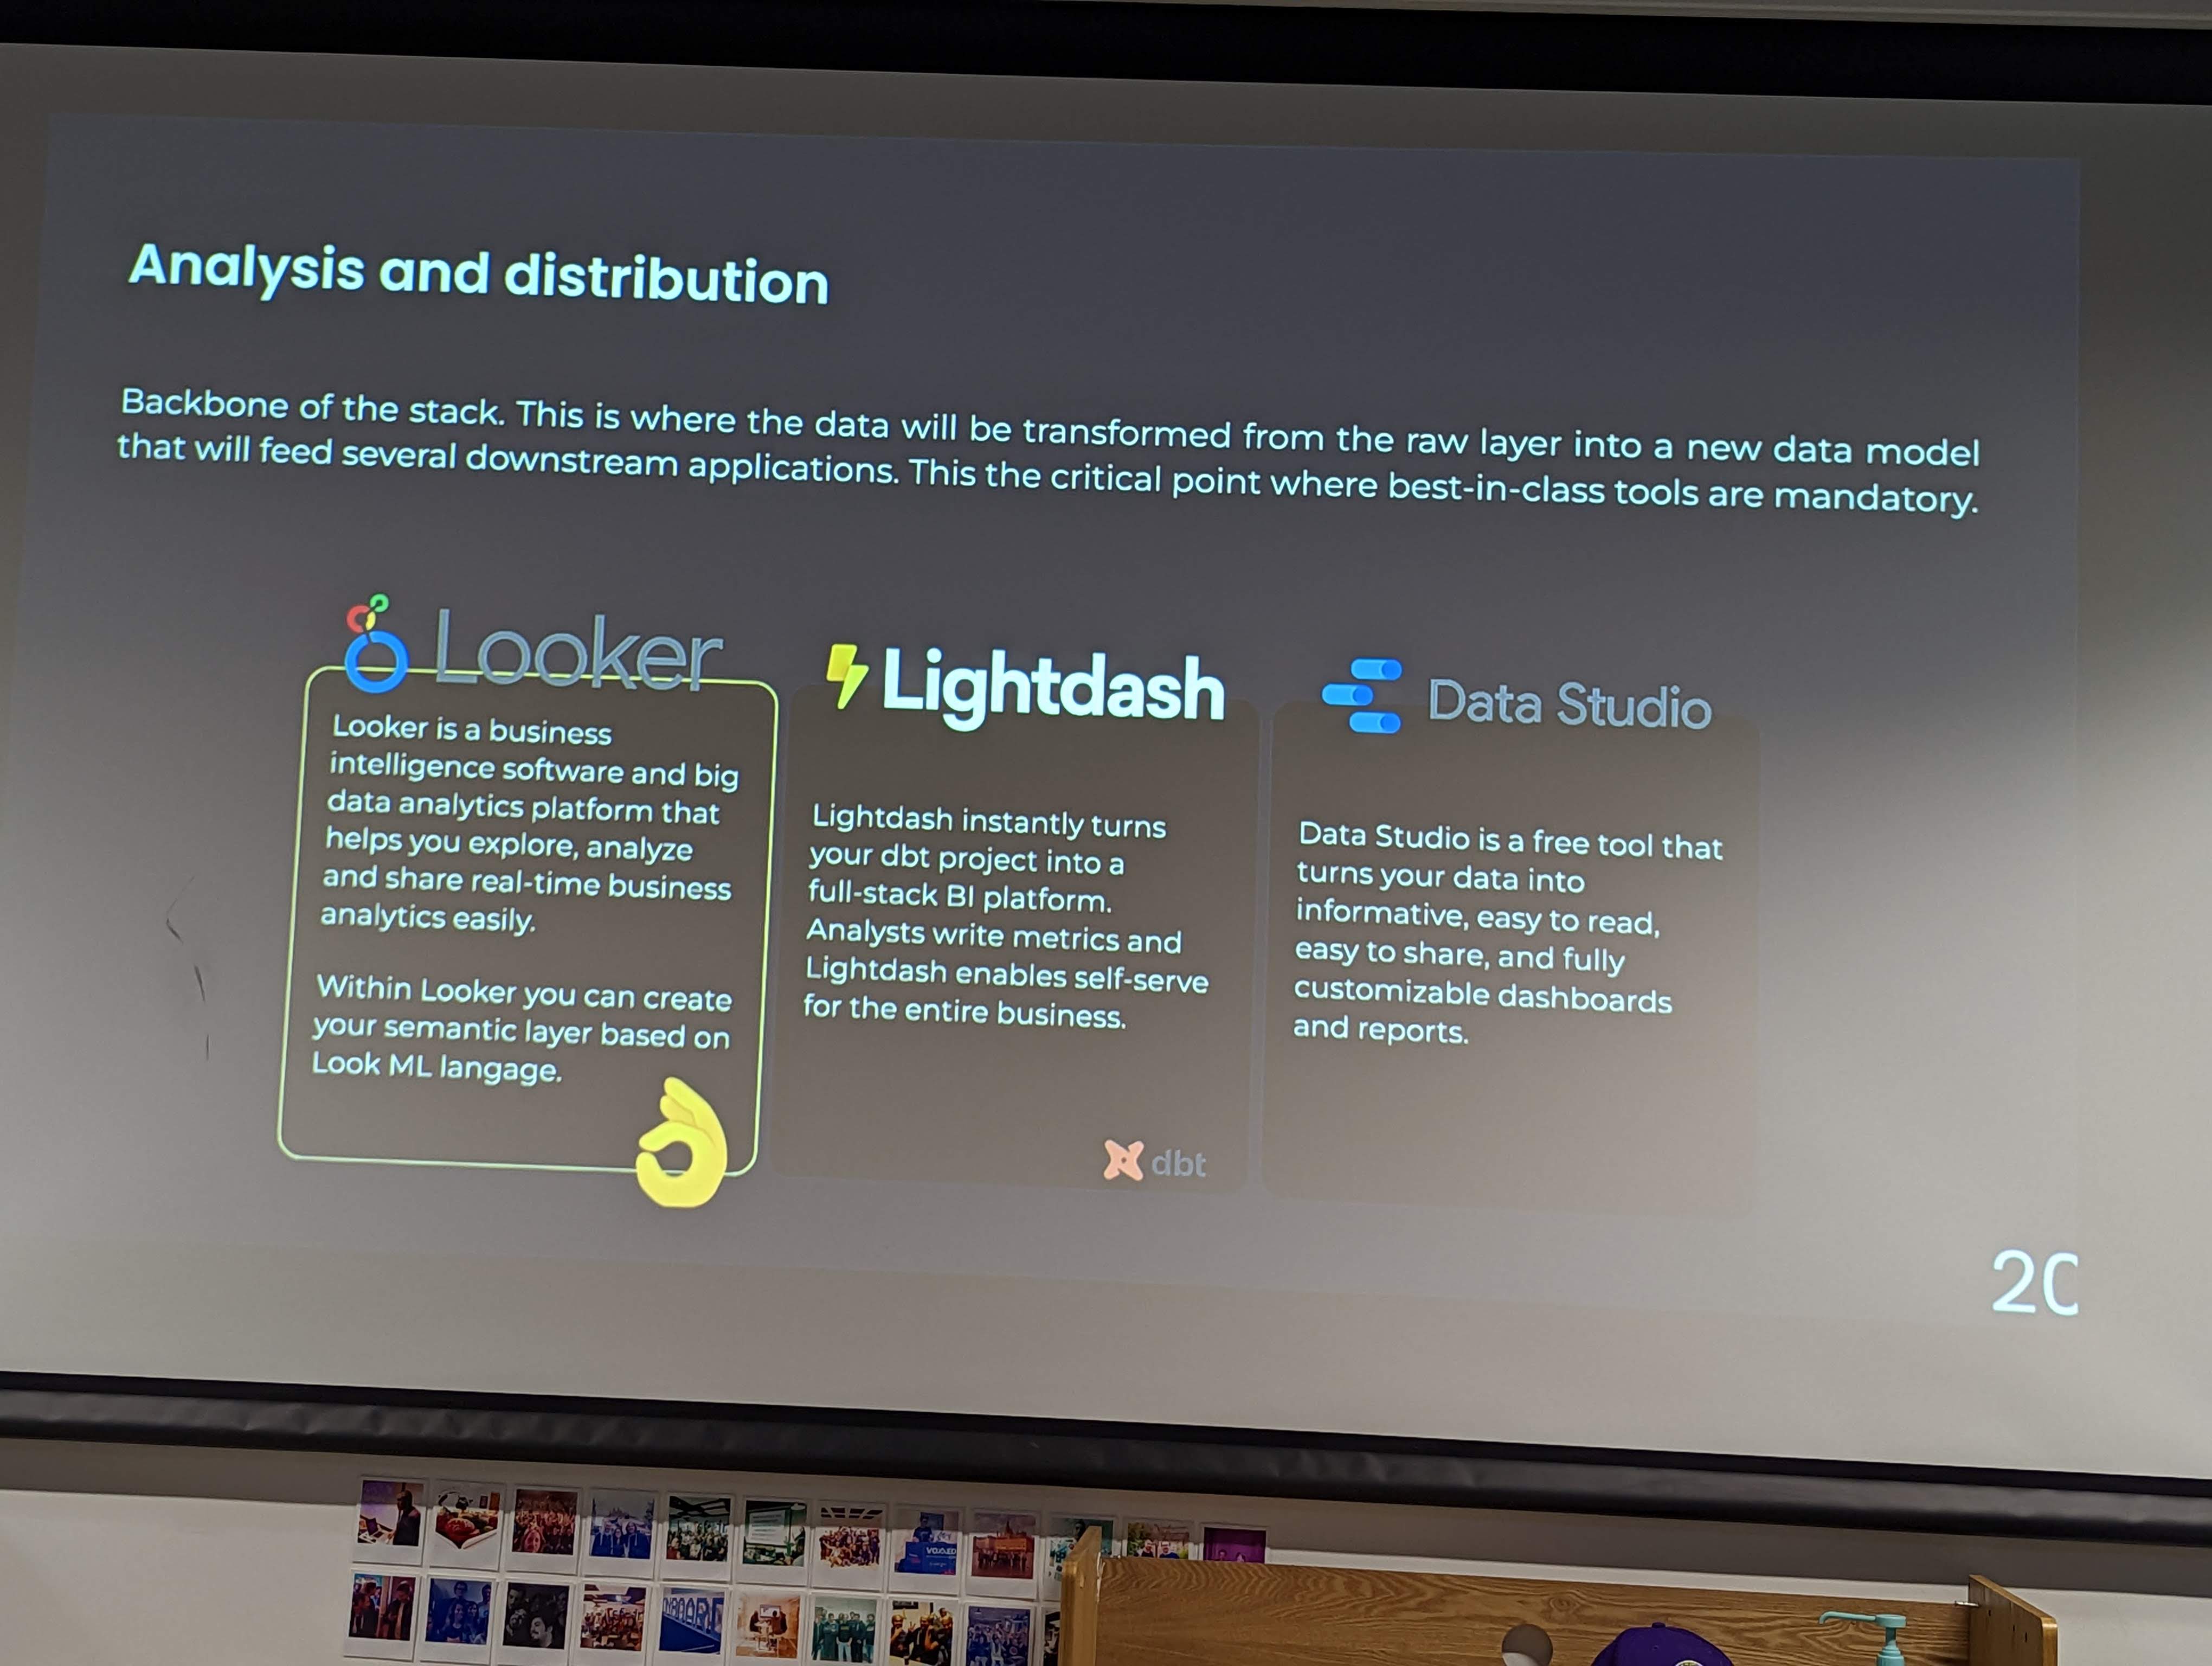 Analysis and distribution
Backbone of the stack. This is where the data will be transformed from the raw layer into a new data model
that will feed several downstream applications. This the critical point where best-in-class tools are mandatory.
Looker
Looker is a business
intelligence software and big
data analytics platform that
helps you explore, analyze
and share real-time business
analytics easily.
Within Looker you can create
your semantic layer based on
Look ML langage.
Lightdash
Lightdash instantly turns
your dbt project into a
full-stack BI platform.
Analysts write metrics and
Lightdash enables self-serve
for the entire business.
dbt
Data Studio
Data Studio is a free tool that
turns your data into
informative, easy to read,
easy to share, and fully
customizable dashboards
and reports.
20